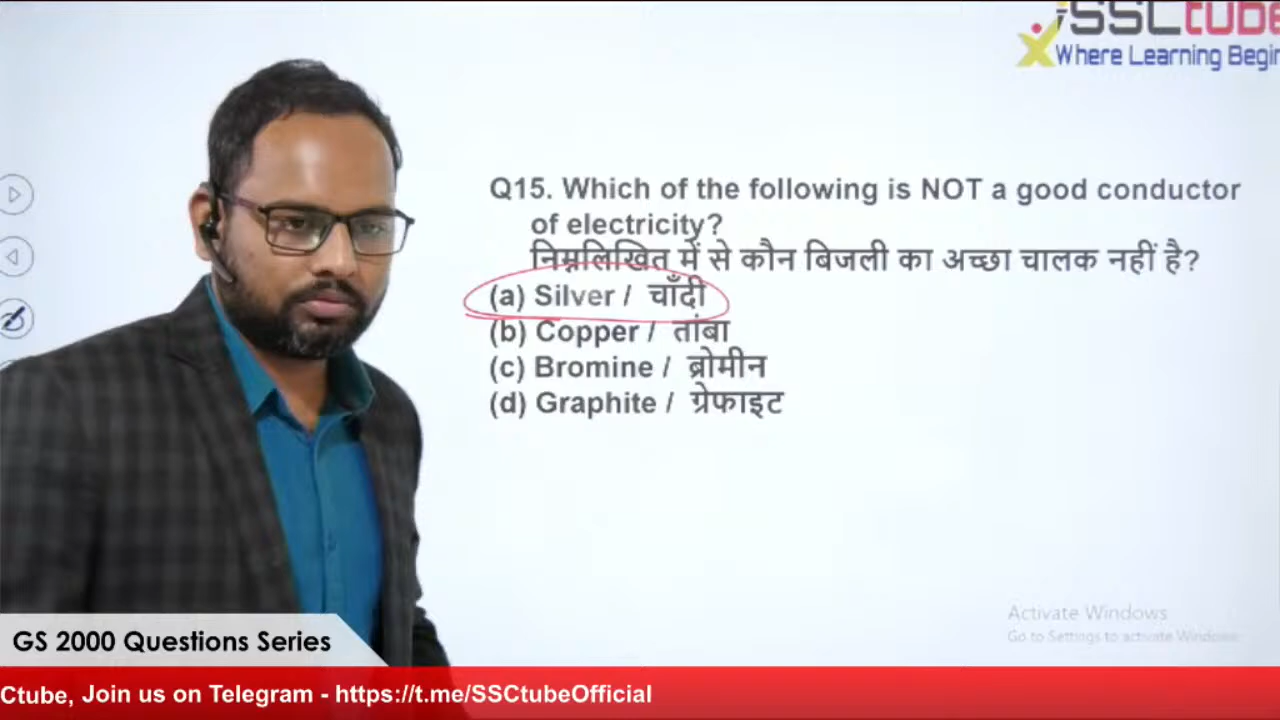 iSSCtube
Where Learning Begin
Q15. Which of the following is NOT a good conductor
of electricity?
निम्नलिखित में से कौन बिजली का अच्छा चालक नहीं है?
(a) Silver / चाँदी
(b) Copper / तांबा
(c) Bromine / ब्रोमीन
(d) Graphite / ग्रेफाइट
Activate Windows
Go to Settings to activate Windows.
GS 2000 Questions Series
Ctube, Join us on Telegram - https://t.me/SSCtubeOfficial